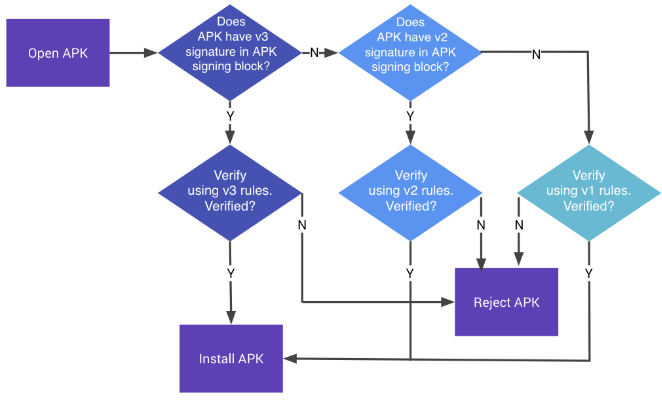 Open APK
Does
APK have v3
signature in APK
signing block?
N
Does
APK have v2
signature in APK
signing block?
N
Y
Y
Verify
using v3 rules.
Verified?
Verify
using v2 rules.
Verified?
Verify
using v1 rules.
Verified?
N
N
N
Y
Y
Y
Reject APK
Install APK